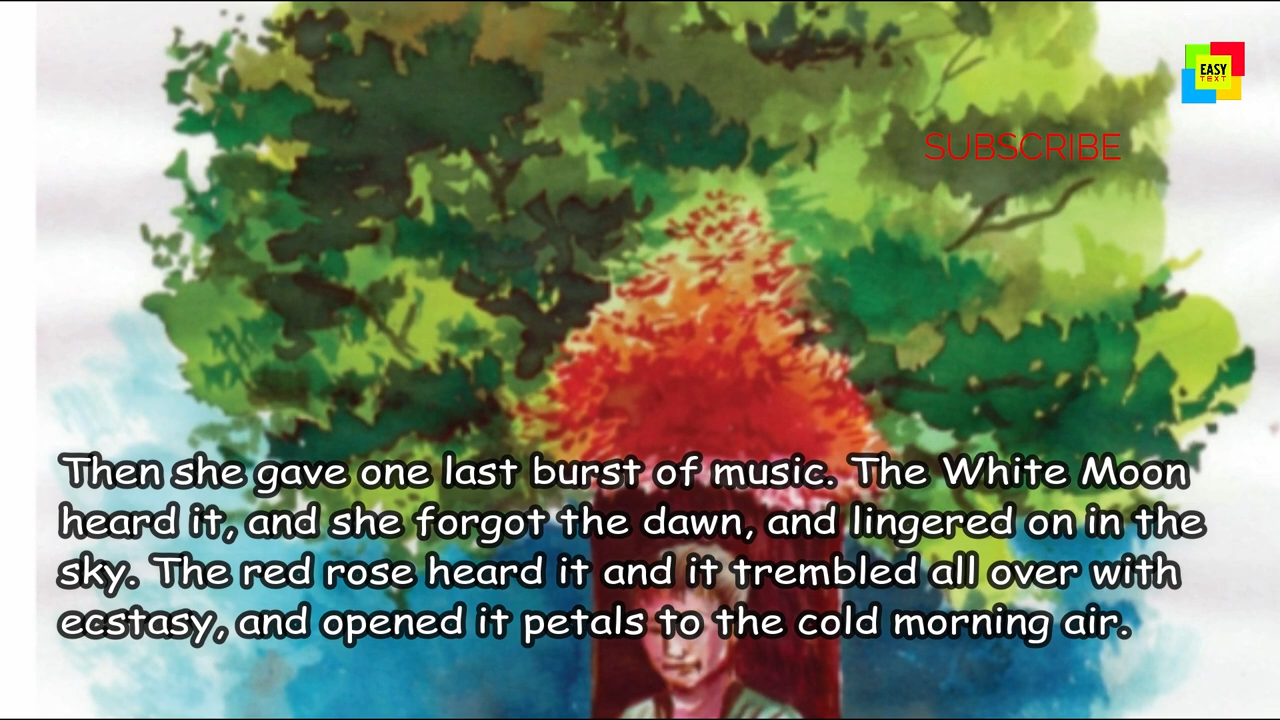 EASY
TEXT
SUBSCRIBE
Then she gave one last burst of music. The White Moon
heard it, and she forgot the dawn, and lingered on in the
sky. The red rose heard it and it trembled all over with
ecstasy, and opened it petals to the cold morning air.